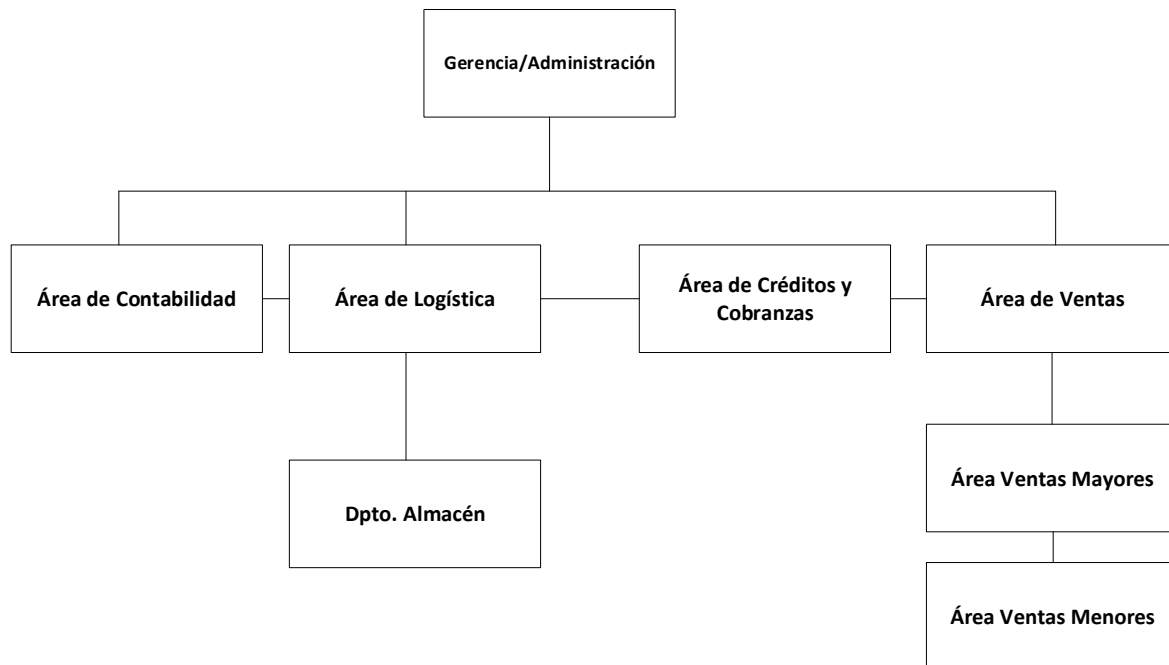 Gerencia/Administración
Área de Contabilidad
Área de Logística
Área de Créditos y
Cobranzas
Área de Ventas
Dpto. Almacén
Área Ventas Mayores
Área Ventas Menores